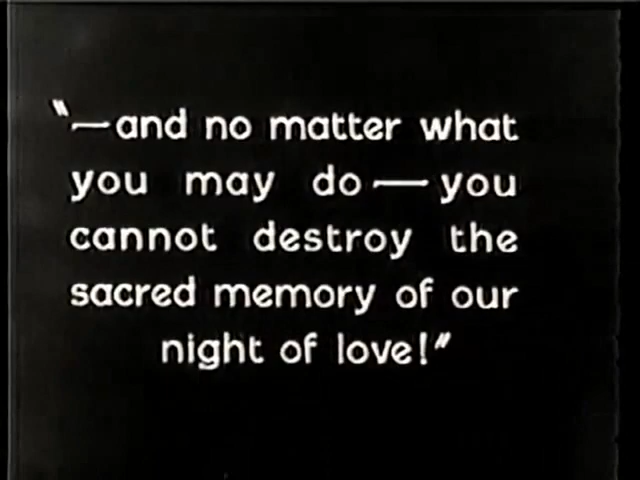 "—and no matter what
you may do—you
cannot destroy the
sacred memory of our
night of love!"